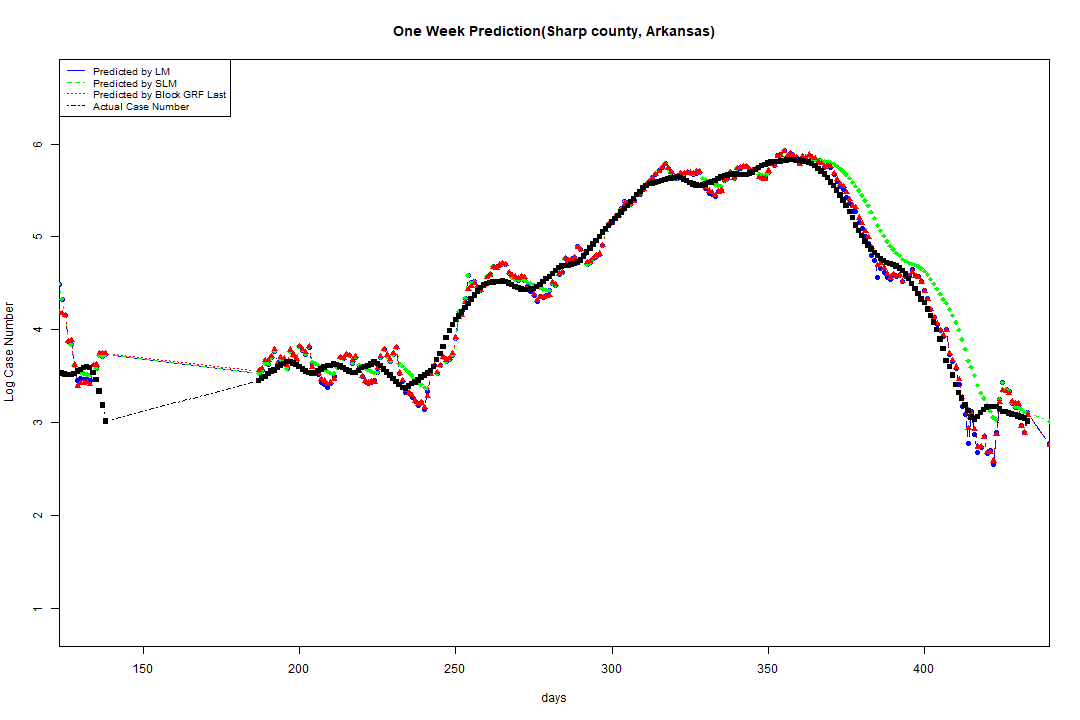 One Week Prediction(Sharp county, Arkansas)
Predicted by LM
Predicted by SLM
Predicted by Block GRF Last
Actual Case Number
6
5
4
3
2
1
Log Case Number
150 200 250 300 350 400
days